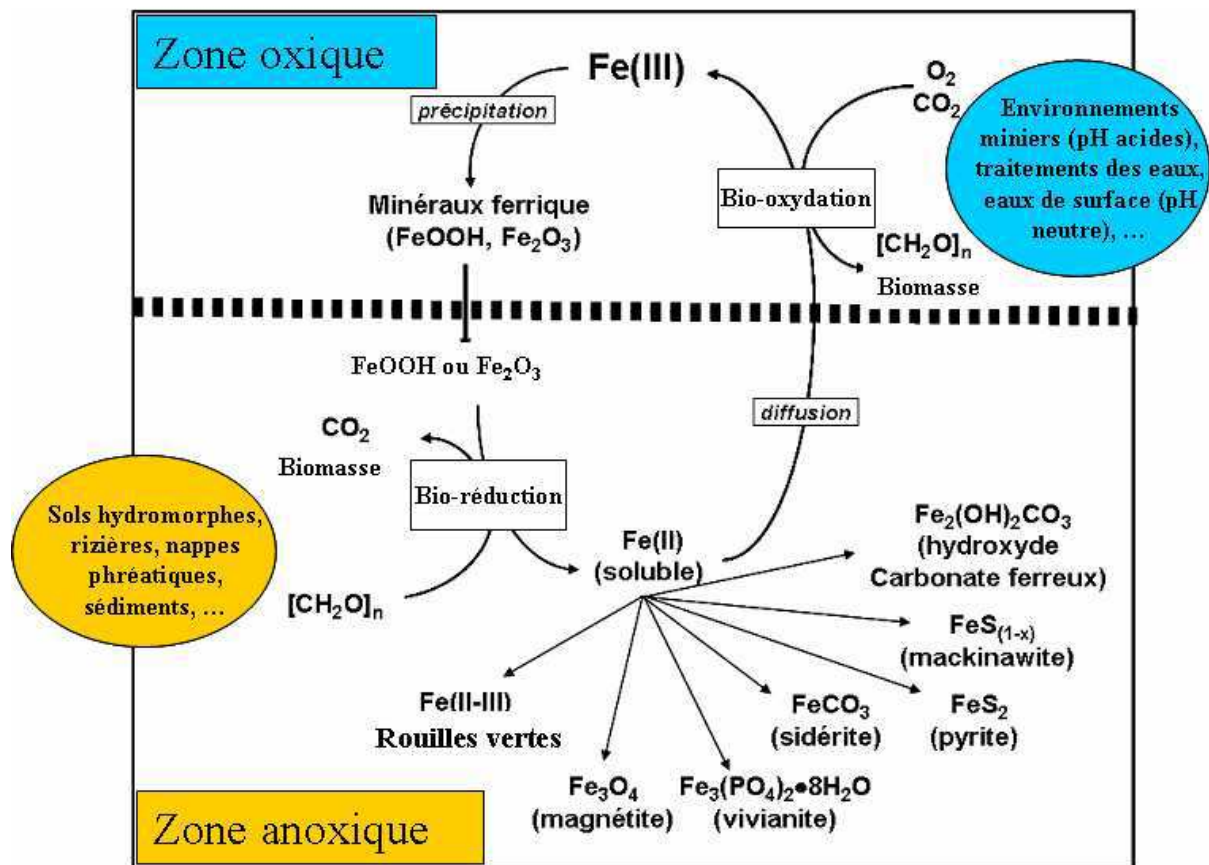 Zone oxique
Fe(III)
O₂
CO₂
Environnements
miniers (pH acides),
traitements des eaux,
eaux de surface (pH
neutre), ...
précipitation
Bio-oxydation
Minéraux ferrique
(FeOOH, Fe₂O₃)
[CH₂O]ₙ
Biomasse
FeOOH ou Fe₂O₃
diffusion
CO₂
Biomasse
Bio-réduction
Sols hydromorphes,
rizières, nappes
phréatiques,
sédiments, ...
[CH₂O]ₙ
Fe(II)
(soluble)
Fe₂(OH)₂CO₃
(hydroxyde
Carbonate ferreux)
FeS₍₁₋ₓ₎
(mackinawite)
Fe(II-III)
Rouilles vertes
FeCO₃
(sidérite)
FeS₂
(pyrite)
Fe₃O₄
(magnétite)
Fe₃(PO₄)₂•8H₂O
(vivianite)
Zone anoxique